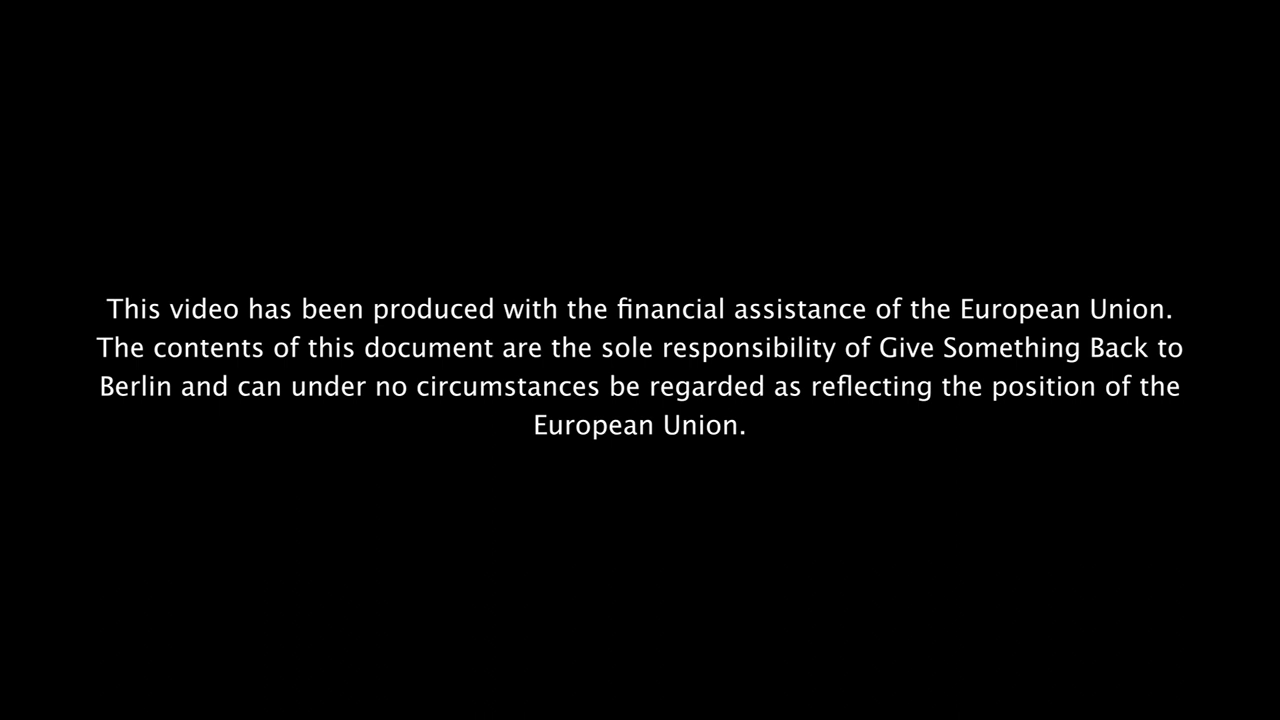 This video has been produced with the financial assistance of the European Union.
The contents of this document are the sole responsibility of Give Something Back to
Berlin and can under no circumstances be regarded as reflecting the position of the
European Union.